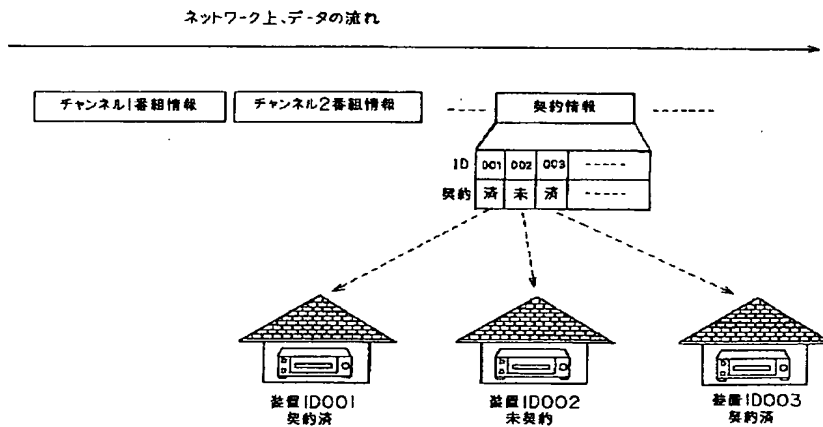 ネットワーク上、データの流れ
チャンネル1番組情報 チャンネル2番組情報 契約情報
ID 001 002 003
契約 済 未 済
装置ID001 装置ID002 装置ID003
契約済 未契約 契約済